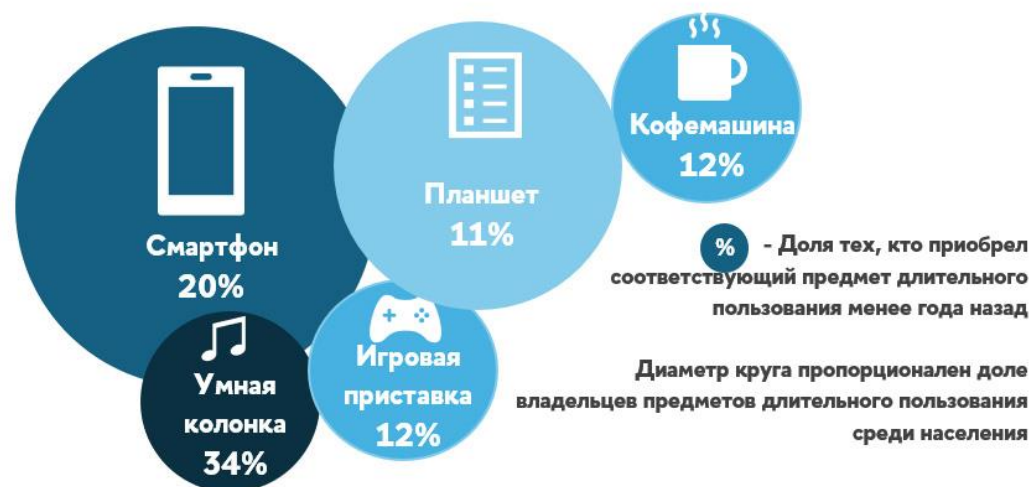 Смартфон
20%
Планшет
11%
Кофемашина
12%
Умная
колонка
34%
Игровая
приставка
12%
% - Доля тех, кто приобрел
соответствующий предмет длительного
пользования менее года назад
Диаметр круга пропорционален доле
владельцев предметов длительного пользования
среди населения